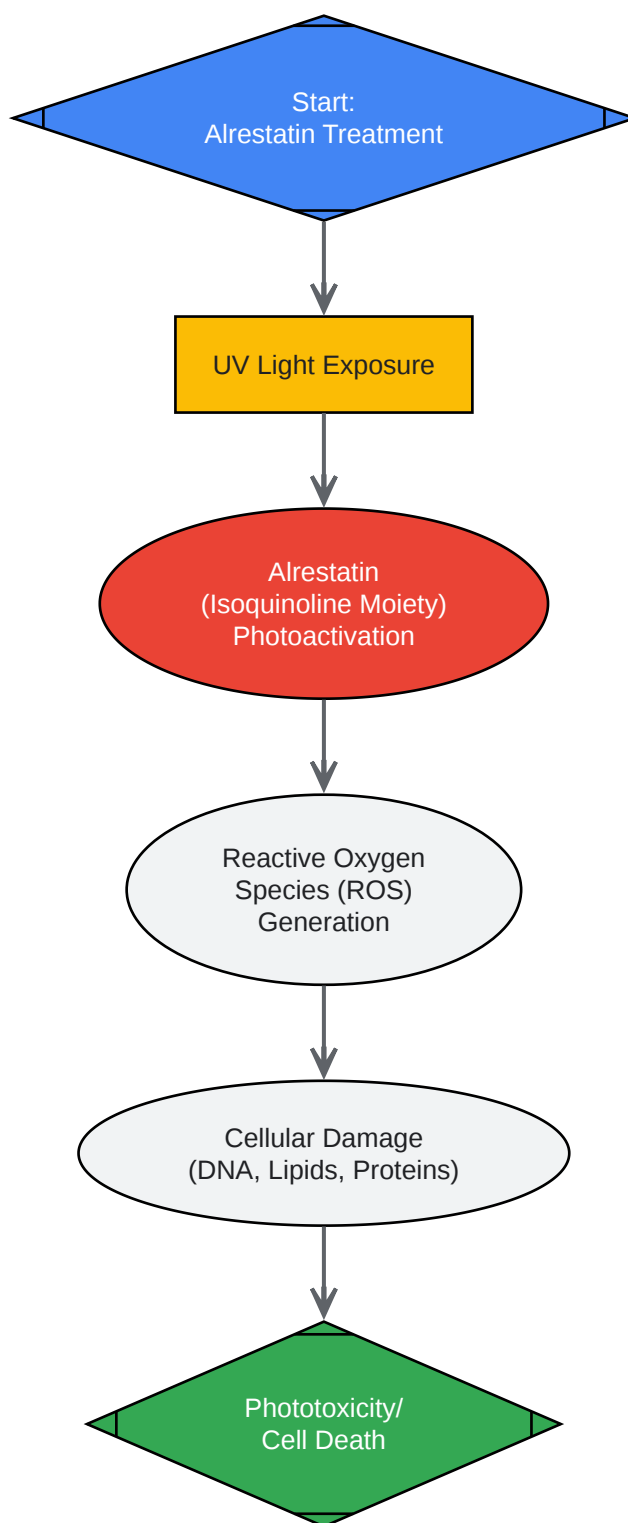 Start:
Alrestatin Treatment
UV Light Exposure
Alrestatin
(Isoquinoline Moiety)
Photoactivation
Reactive Oxygen
Species (ROS)
Generation
Cellular Damage
(DNA, Lipids, Proteins)
Phototoxicity/
Cell Death